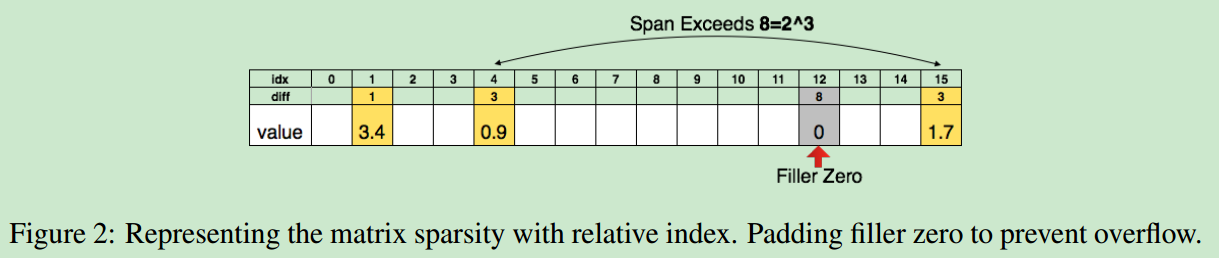 Span Exceeds 8=2^3
idx 0 1 2 3 4 5 6 7 8 9 10 11 12 13 14 15
diff 1 3 8 3
value 3.4 0.9 0 1.7
Filler Zero
Figure 2: Representing the matrix sparsity with relative index. Padding filler zero to prevent overflow.